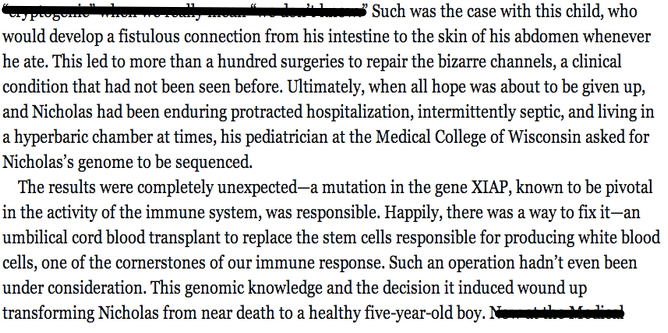 Such was the case with this child, who
would develop a fistulous connection from his intestine to the skin of his abdomen whenever
he ate. This led to more than a hundred surgeries to repair the bizarre channels, a clinical
condition that had not been seen before. Ultimately, when all hope was about to be given up,
and Nicholas had been enduring protracted hospitalization, intermittently septic, and living in
a hyperbaric chamber at times, his pediatrician at the Medical College of Wisconsin asked for
Nicholas’s genome to be sequenced.
The results were completely unexpected—a mutation in the gene XIAP, known to be pivotal
in the activity of the immune system, was responsible. Happily, there was a way to fix it—an
umbilical cord blood transplant to replace the stem cells responsible for producing white blood
cells, one of the cornerstones of our immune response. Such an operation hadn’t even been
under consideration. This genomic knowledge and the decision it induced wound up
transforming Nicholas from near death to a healthy five-year-old boy.